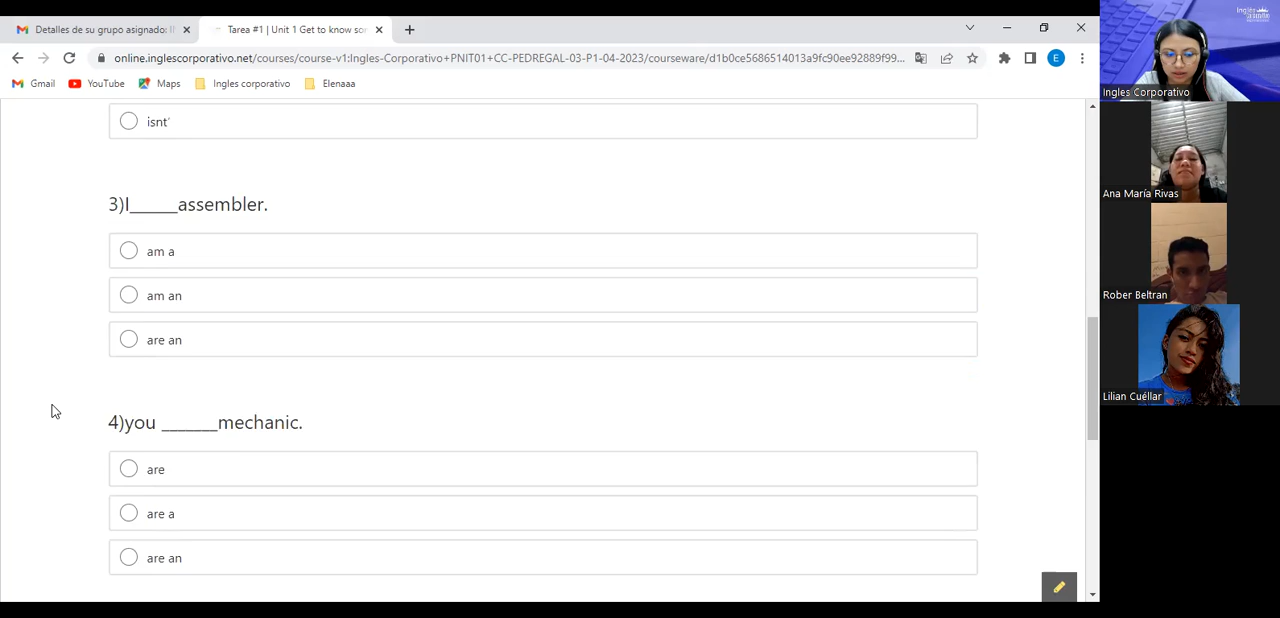 Detalles de su grupo asignado: I
Tarea #1 | Unit 1 Get to know so
online.inglescorporativo.net/courses/course-v1:Ingles-Corporativo+PNM01+CC-PEDREGAL-03-P1-04-2023/courseware/d1b0ce5686514013a9fc90ee92889f99...
E
Gmail
YouTube
Maps
Ingles corporativo
Elenaaa
isnt'
3)I______assembler.
am a
am an
are an
4)you _______mechanic.
are
are a
are an
Ingles Corporativo
Ana María Rivas
Rober Beltran
Lilian Cuéllar